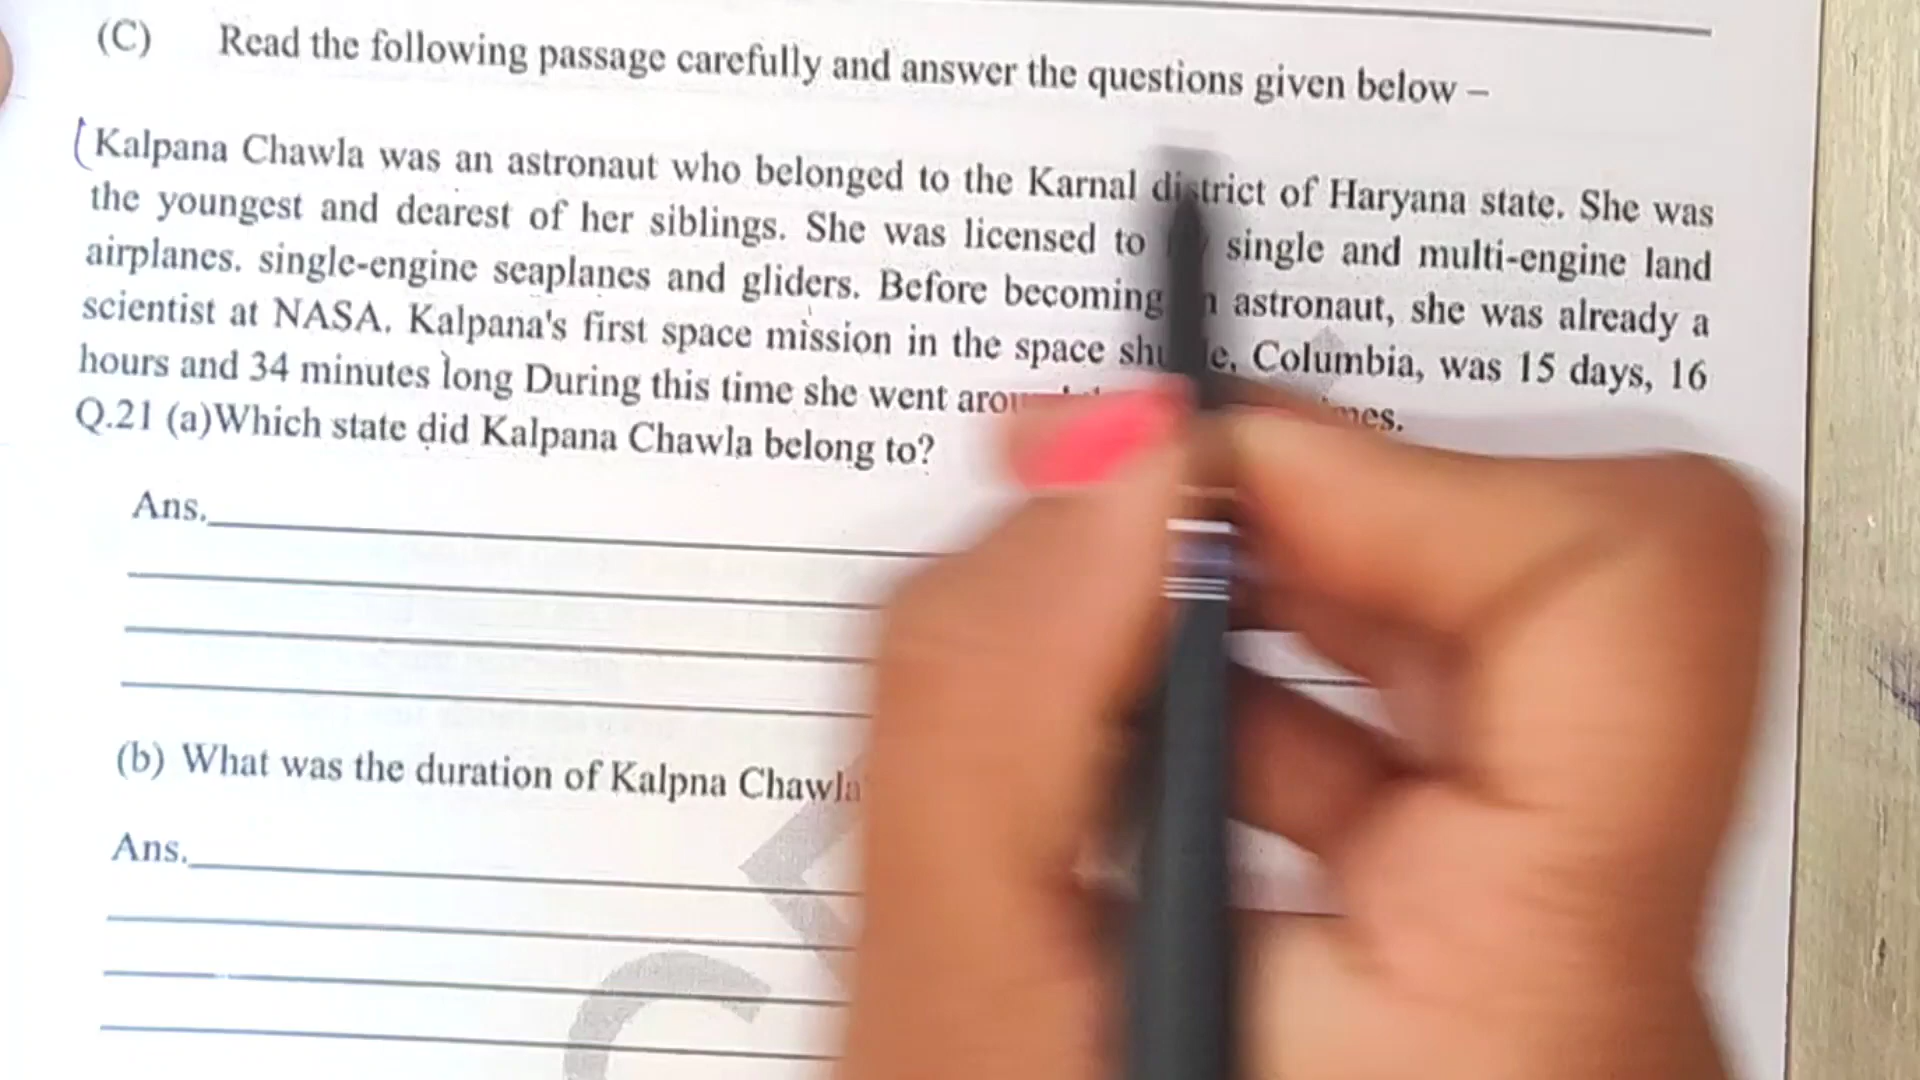 (C) Read the following passage carefully and answer the questions given below –
Kalpana Chawla was an astronaut who belonged to the Karnal district of Haryana state. She was
the youngest and dearest of her siblings. She was licensed to single and multi-engine land
airplanes. single-engine seaplanes and gliders. Before becoming astronaut, she was already a
scientist at NASA. Kalpana's first space mission in the space Columbia, was 15 days, 16
hours and 34 minutes long During this time she went
Q.21 (a)Which state did Kalpana Chawla belong to?
Ans.
(b) What was the duration of Kalpna Chawla
Ans.